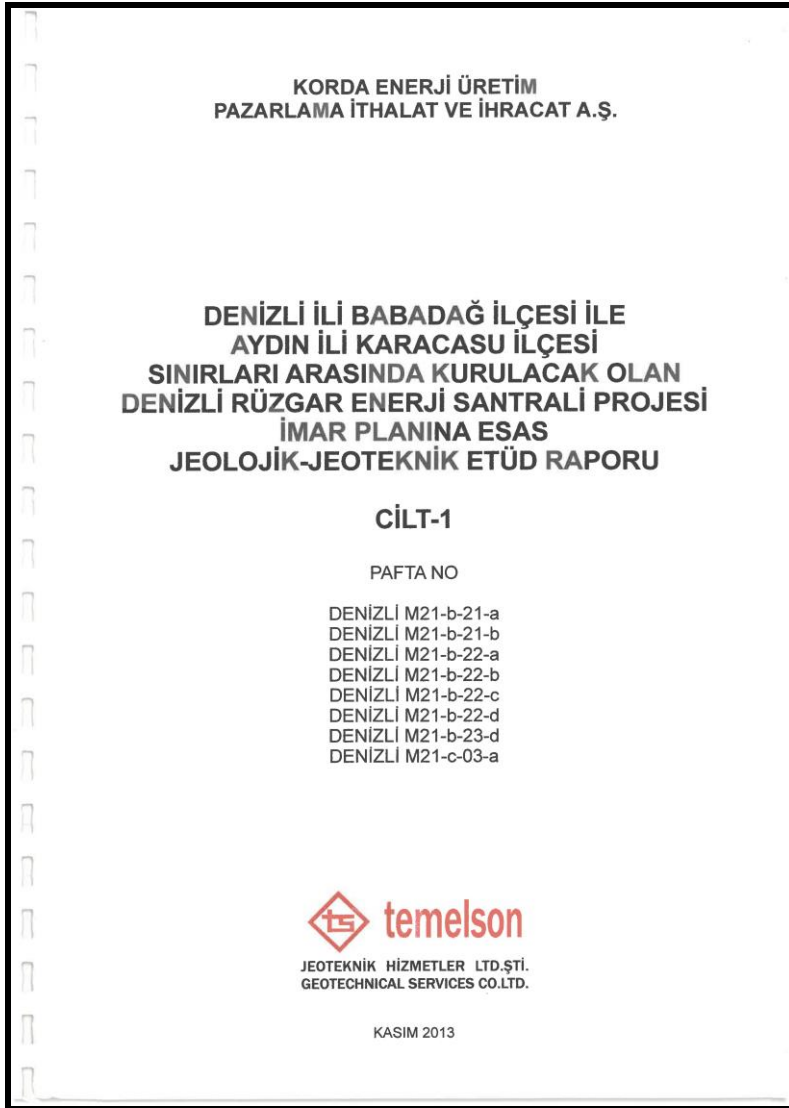 KORDA ENERJİ ÜRETİM
PAZARLAMA İTHALAT VE İHRACAT A.Ş.
DENİZLİ İLİ BABADAĞ İLÇESİ İLE
AYDIN İLİ KARACASU İLÇESİ
SINIRLARI ARASINDA KURULACAK OLAN
DENİZLİ RÜZGAR ENERJİ SANTRALİ PROJESİ
İMAR PLANINA ESAS
JEOLOJİK-JEOTEKNİK ETÜD RAPORU
CİLT-1
PAFTA NO
DENİZLİ M21-b-21-a
DENİZLİ M21-b-21-b
DENİZLİ M21-b-22-a
DENİZLİ M21-b-22-b
DENİZLİ M21-b-22-c
DENİZLİ M21-b-22-d
DENİZLİ M21-b-23-d
DENİZLİ M21-c-03-a
ts temelson
JEOTEKNİK HİZMETLER LTD.ŞTİ.
GEOTECHNICAL SERVICES CO.LTD.
KASIM 2013